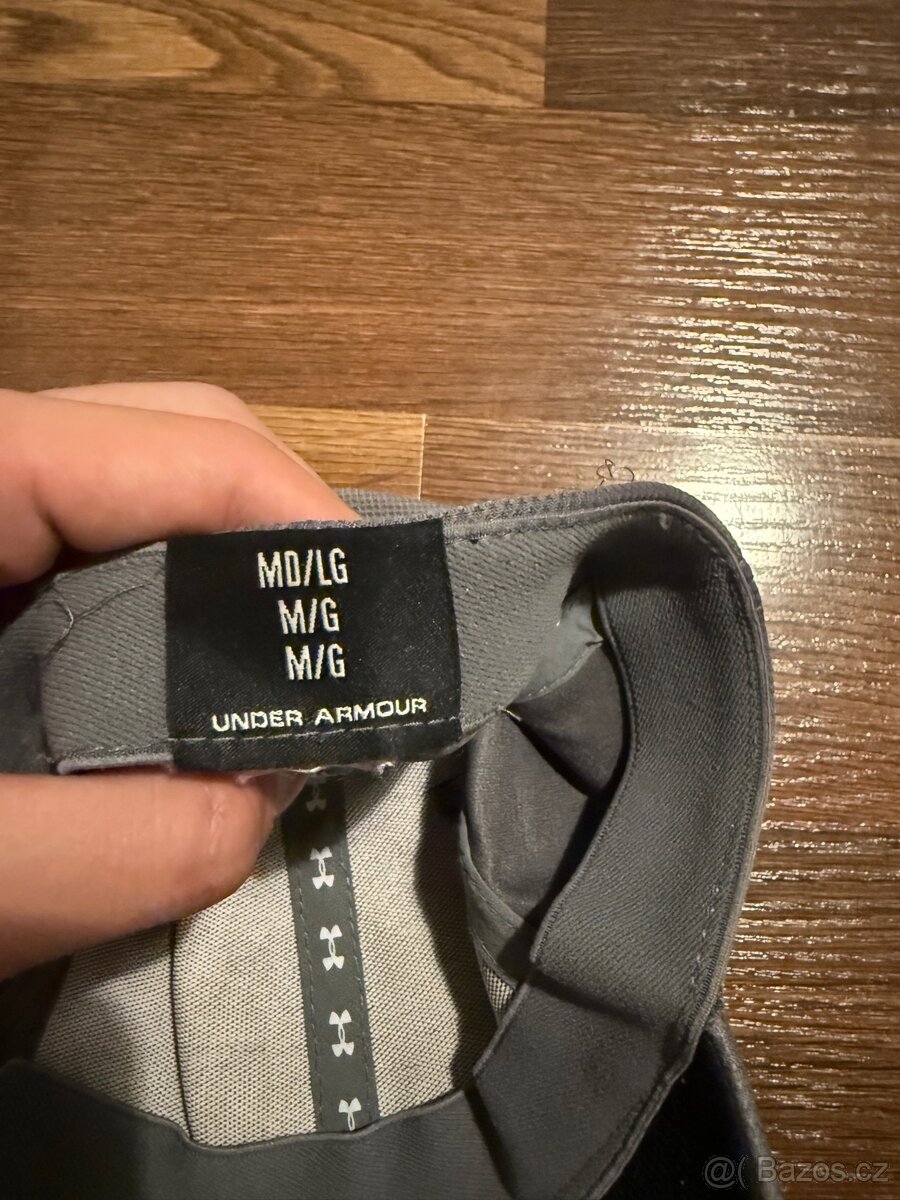 MD/LG
M/G
M/G
UNDER ARMOUR
@( Bazos.cz